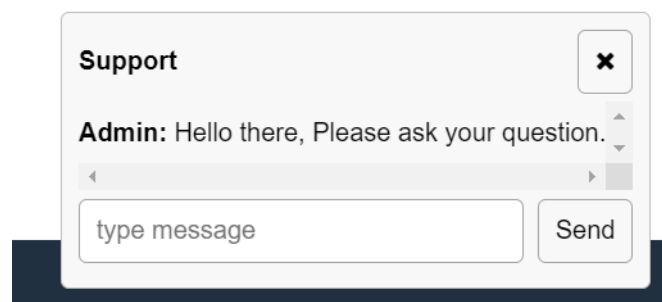 Support
Admin: Hello there, Please ask your question.
type message
Send